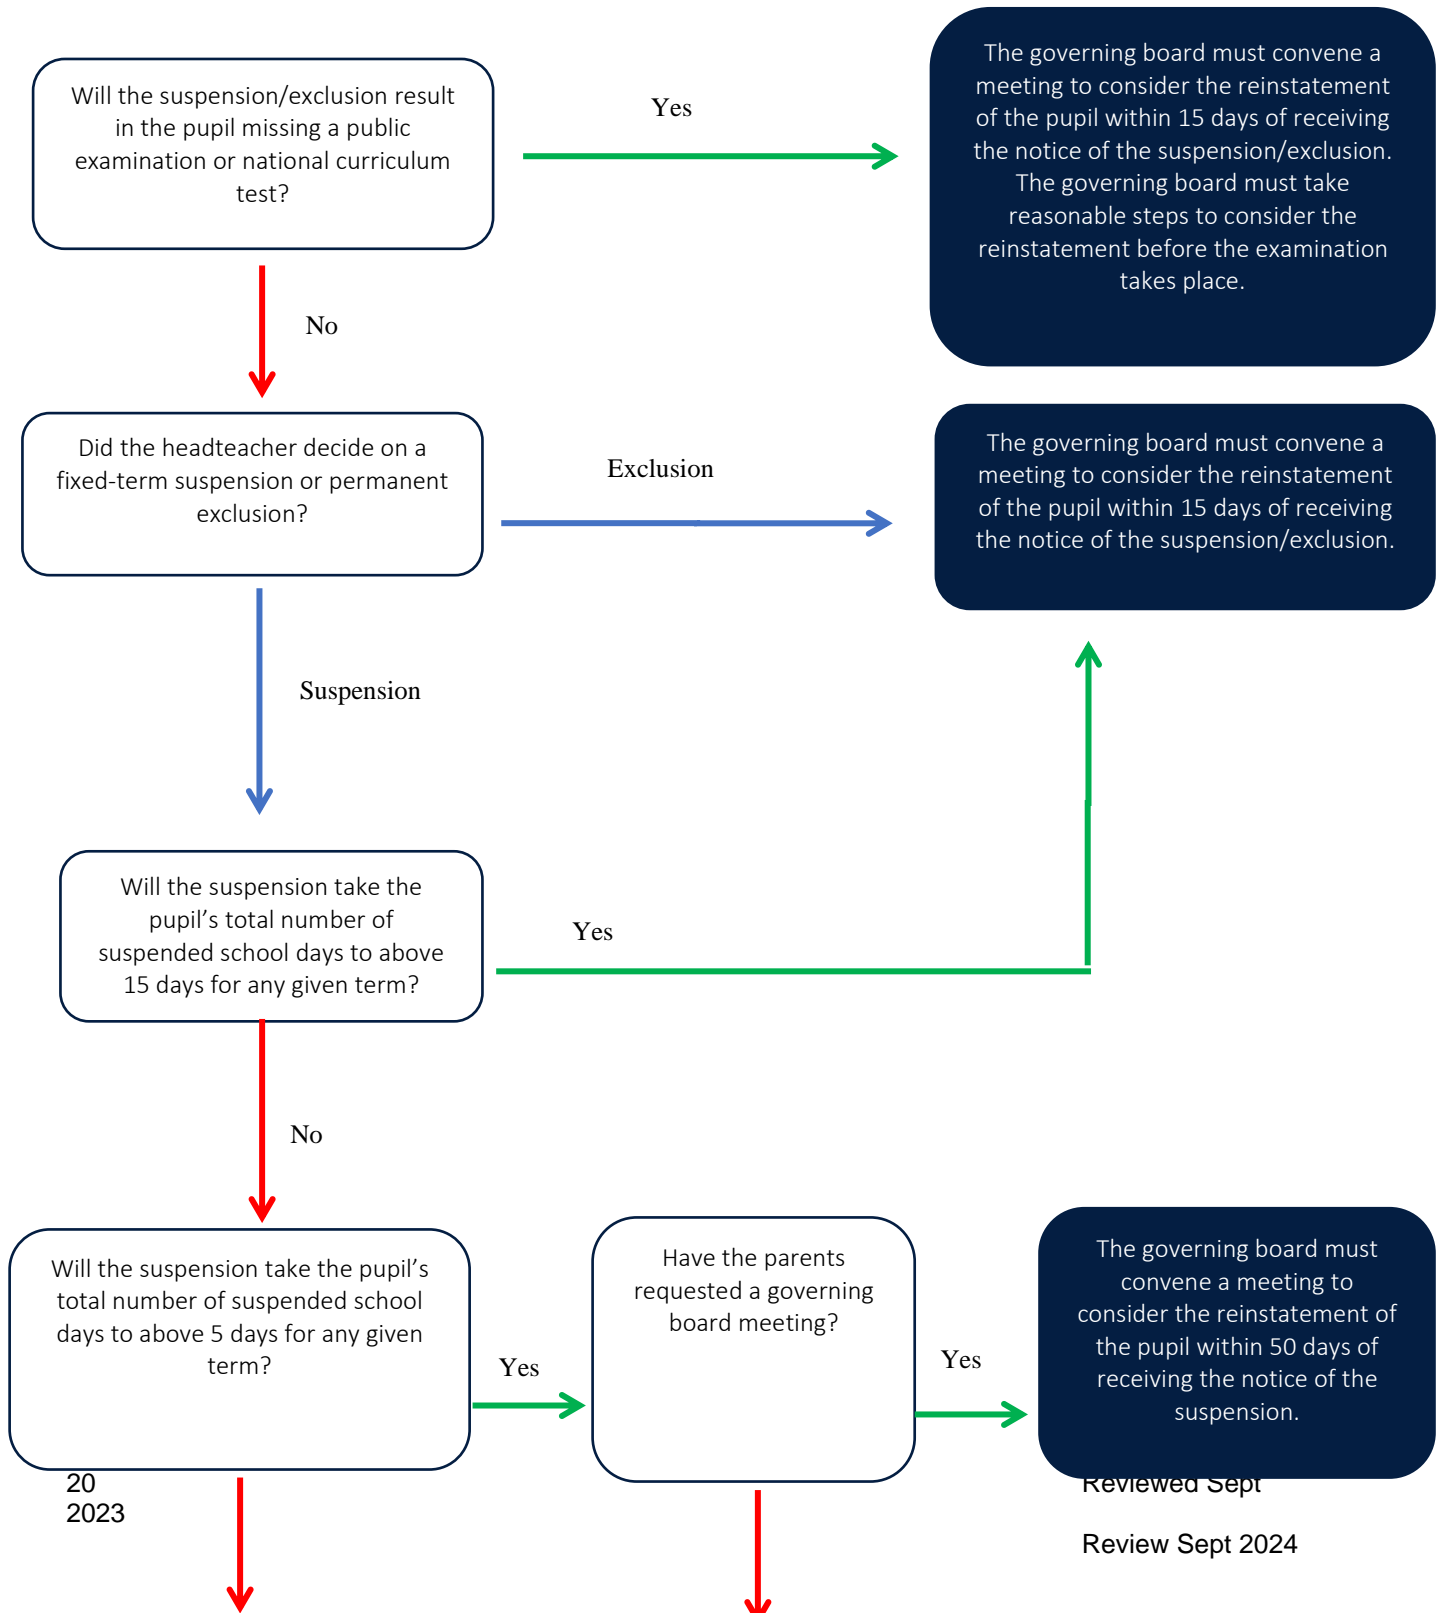 Will the suspension/exclusion result
in the pupil missing a public
examination or national curriculum
test?
Yes
The governing board must convene a
meeting to consider the reinstatement
of the pupil within 15 days of receiving
the notice of the suspension/exclusion.
The governing board must take
reasonable steps to consider the
reinstatement before the examination
takes place.
No
Did the headteacher decide on a
fixed-term suspension or permanent
exclusion?
Exclusion
The governing board must convene a
meeting to consider the reinstatement
of the pupil within 15 days of receiving
the notice of the suspension/exclusion.
Suspension
Will the suspension take the
pupil’s total number of
suspended school days to above
15 days for any given term?
Yes
No
Will the suspension take the pupil’s
total number of suspended school
days to above 5 days for any given
term?
Yes
Have the parents
requested a governing
board meeting?
Yes
The governing board must
convene a meeting to
consider the reinstatement of
the pupil within 50 days of
receiving the notice of the
suspension.
20
2023
Reviewed Sept
Review Sept 2024